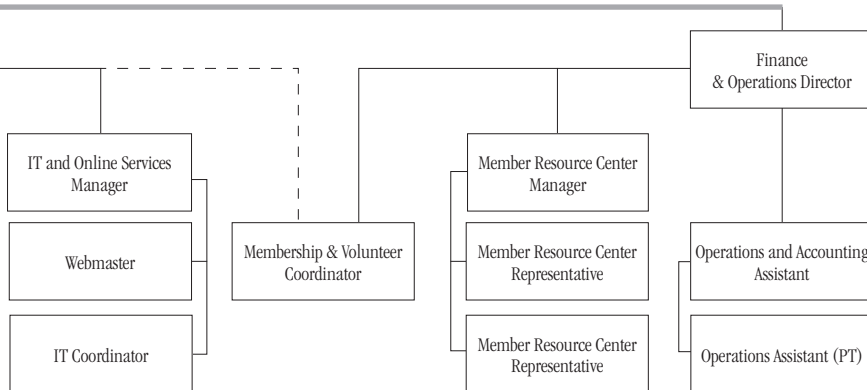 Finance
& Operations Director
IT and Online Services
Manager
Member Resource Center
Manager
Webmaster
Membership & Volunteer
Coordinator
Member Resource Center
Representative
Operations and Accounting
Assistant
IT Coordinator
Member Resource Center
Representative
Operations Assistant (PT)